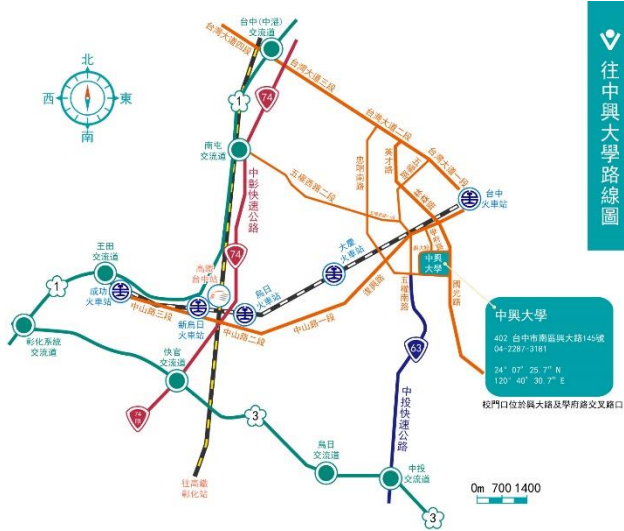 往中興大學路線圖
北
西
東
南
台中(中港)
交流道
台灣大道四段
台灣大道三段
台灣大道二段
台灣大道一段
1
74
南屯
交流道
五權西路二段
英才路
中彰快速公路
台中
火車站
大慶
火車站
74
高鐵
台中站
王田
交流道
成功
火車站
新烏日
火車站
烏日
火車站
中山路三段
中山路二段
中山路一段
復興路
五權南路
國光路
中興
大學
1
彰化系統
交流道
快官
交流道
74甲
3
63
中投快速公路
烏日
交流道
中投
交流道
3
往高鐵
彰化站
中興大學
402 台中市南區興大路145號
04-2287-3181
24° 07' 25.7" N
120° 40' 30.7" E
校門口位於興大路及學府路交叉路口
0m 700 1400